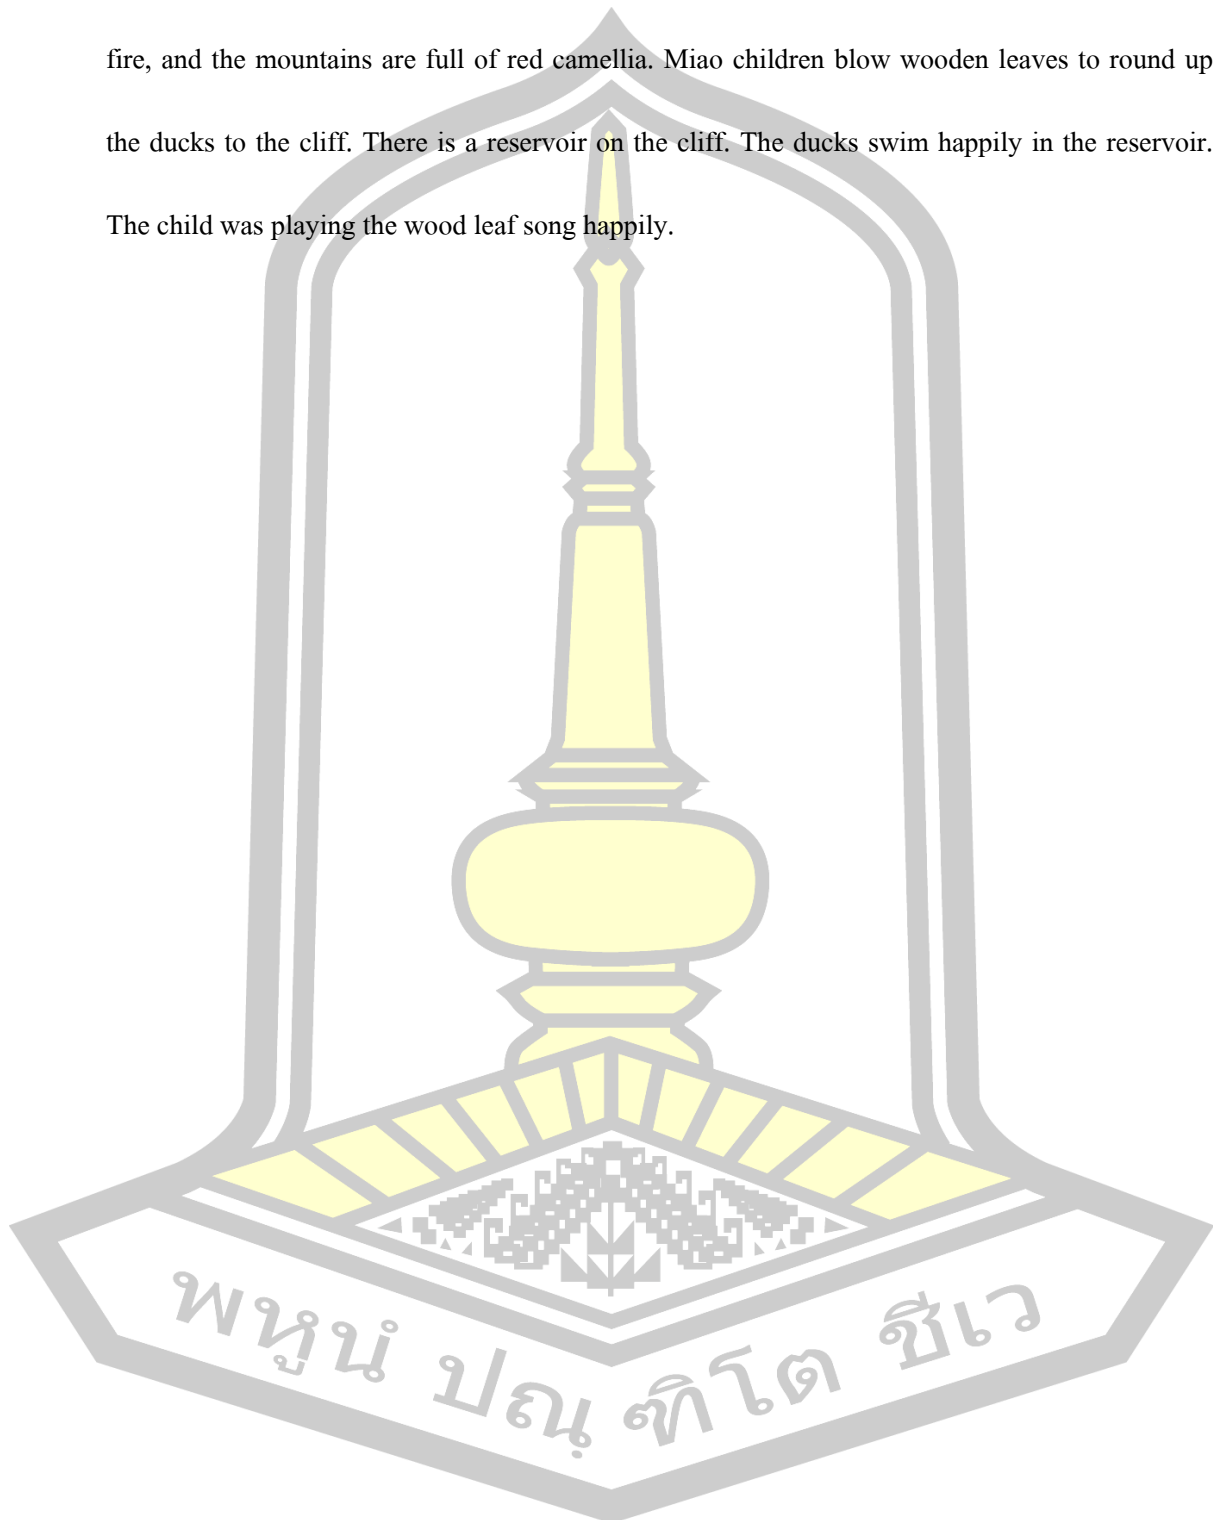 fire, and the mountains are full of red camellia. Miao children blow wooden leaves to round up
the ducks to the cliff. There is a reservoir on the cliff. The ducks swim happily in the reservoir.
The child was playing the wood leaf song happily.
พหูนํ ปณฺฑิโต ชีเว